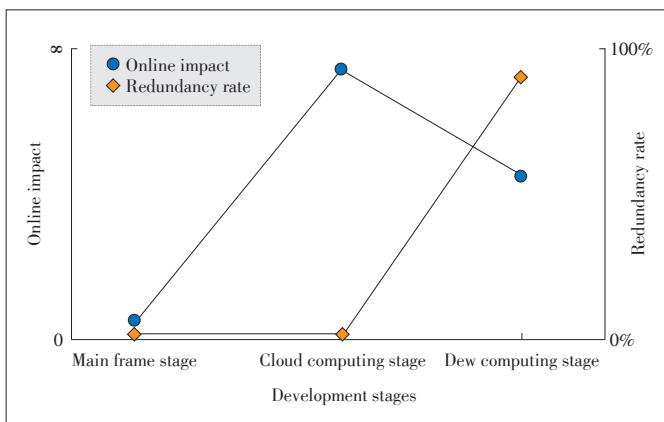 8
100%
Online impact
Redundancy rate
Online impact
Redundancy rate
0
0%
Main frame stage
Cloud computing stage
Dew computing stage
Development stages